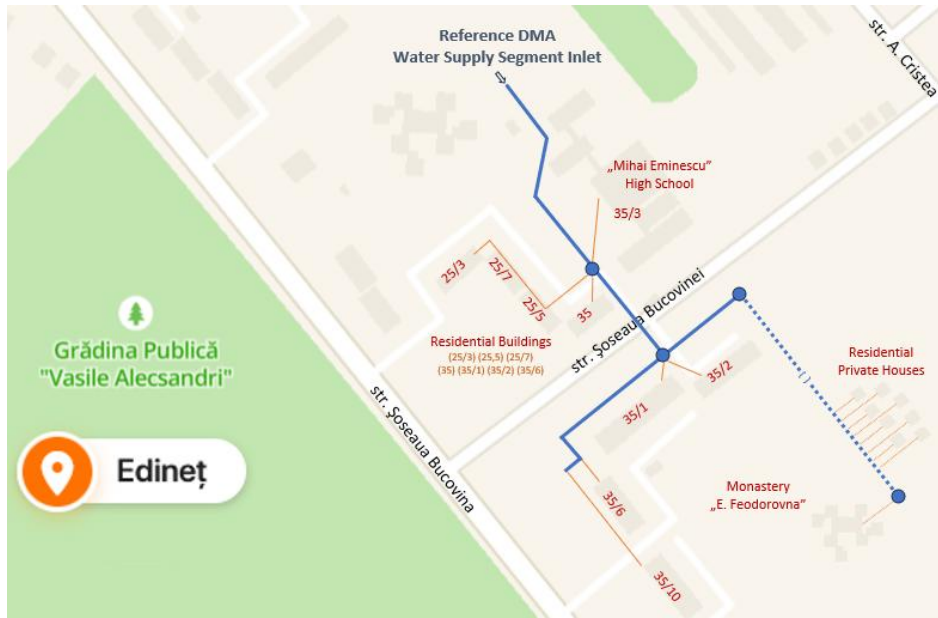 Reference DMA
Water Supply Segment Inlet
str. A. Cristea
„Mihai Eminescu”
High School
35/3
25/3
25/7
25/5
35
str. Șoseaua Bucovinei
Residential Buildings
(25/3) (25,5) (25/7)
(35) (35/1) (35/2) (35/6)
Grădina Publică
"Vasile Alecsandri"
35/2
Residential
Private Houses
35/1
str. Șoseaua Bucovina
Edineț
Monastery
„E. Feodorovna”
35/6
35/10